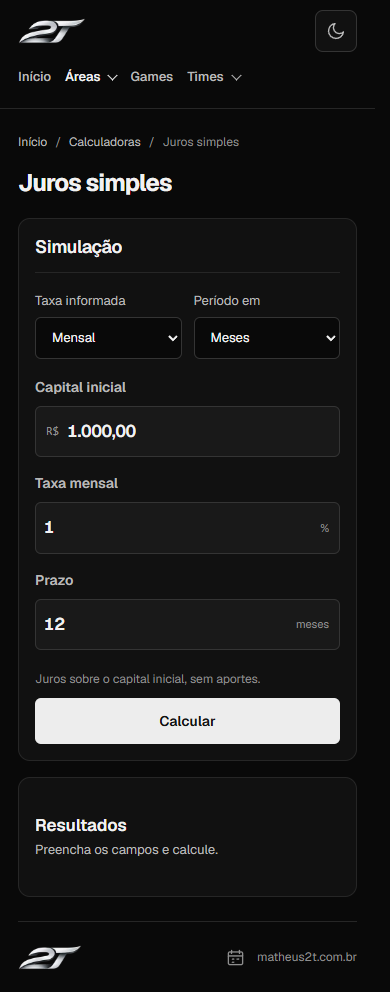 2T
Início Áreas Games Times
Início / Calculadoras / Juros simples
Juros simples
Simulação
Taxa informada Período em
Mensal Meses
Capital inicial
R$ 1.000,00
Taxa mensal
1 %
Prazo
12 meses
Juros sobre o capital inicial, sem aportes.
Calcular
Resultados
Preencha os campos e calcule.
2T matheus2t.com.br